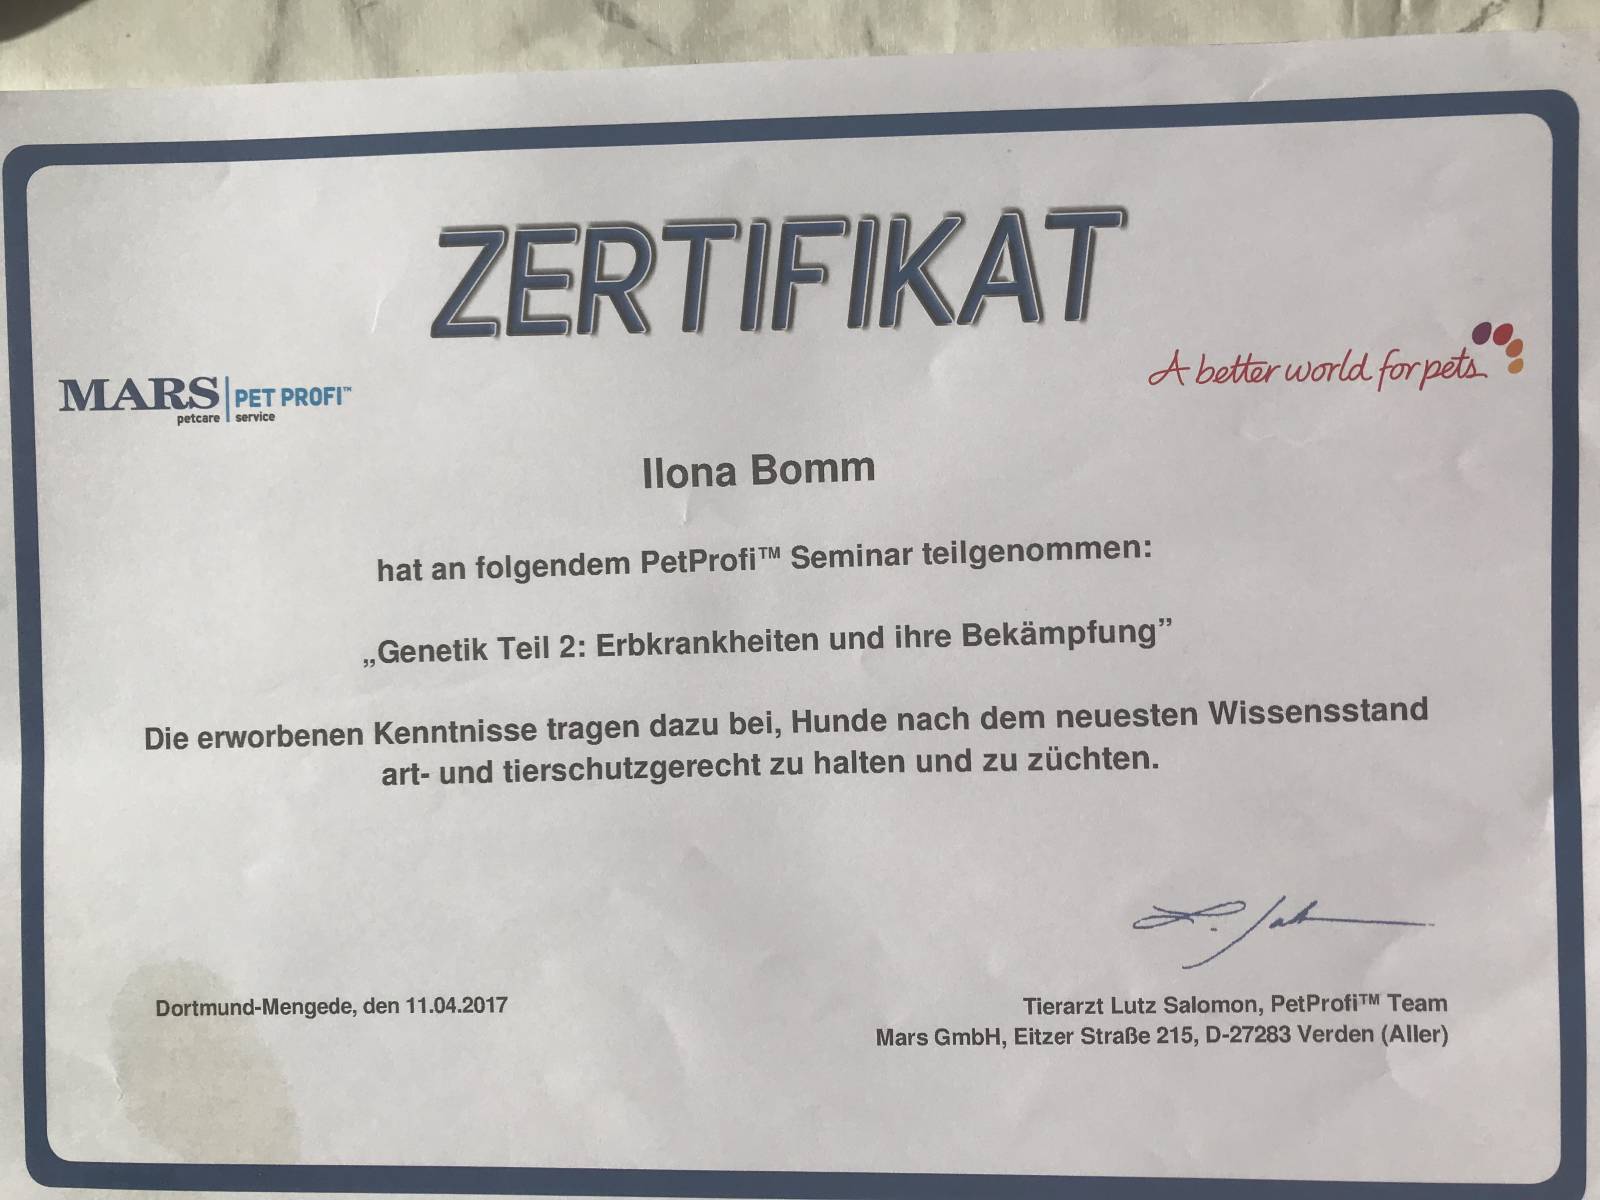 ZERTIFIKAT
MARS PET PROFI™
petcare service
A better world for pets
Ilona Bomm
hat an folgendem PetProfi™ Seminar teilgenommen:
„Genetik Teil 2: Erbkrankheiten und ihre Bekämpfung”
Die erworbenen Kenntnisse tragen dazu bei, Hunde nach dem neuesten Wissensstand
art- und tierschutzgerecht zu halten und zu züchten.
Dortmund-Mengede, den 11.04.2017
Tierarzt Lutz Salomon, PetProfi™ Team
Mars GmbH, Eitzer Straße 215, D-27283 Verden (Aller)